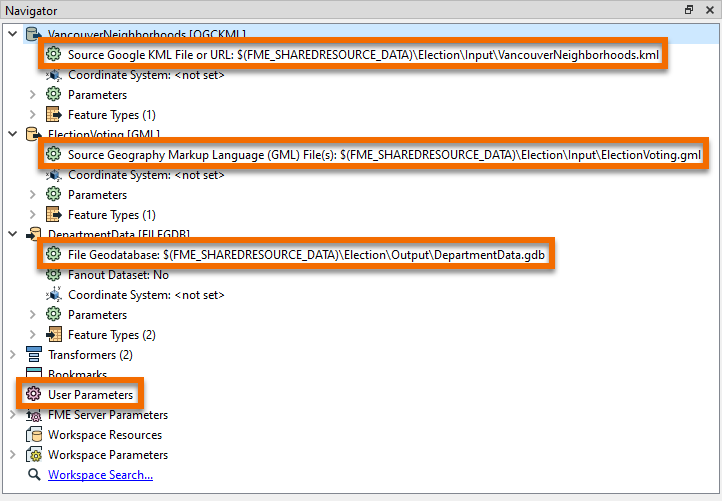 Navigator
VancouverNeighborhoods [OGCKML]
Source Google KML File or URL: $(FME_SHAREDRESOURCE_DATA)\Election\Input\VancouverNeighborhoods.kml
Coordinate System: <not set>
Parameters
Feature Types (1)
ElectionVoting [GML]
Source Geography Markup Language (GML) File(s): $(FME_SHAREDRESOURCE_DATA)\Election\Input\ElectionVoting.gml
Coordinate System: <not set>
Parameters
Feature Types (1)
DepartmentData [FILEGDB]
File Geodatabase: $(FME_SHAREDRESOURCE_DATA)\Election\Output\DepartmentData.gdb
Fanout Dataset: No
Coordinate System: <not set>
Parameters
Feature Types (2)
Transformers (2)
Bookmarks
User Parameters
FME Server Parameters
Workspace Resources
Workspace Parameters
Workspace Search...